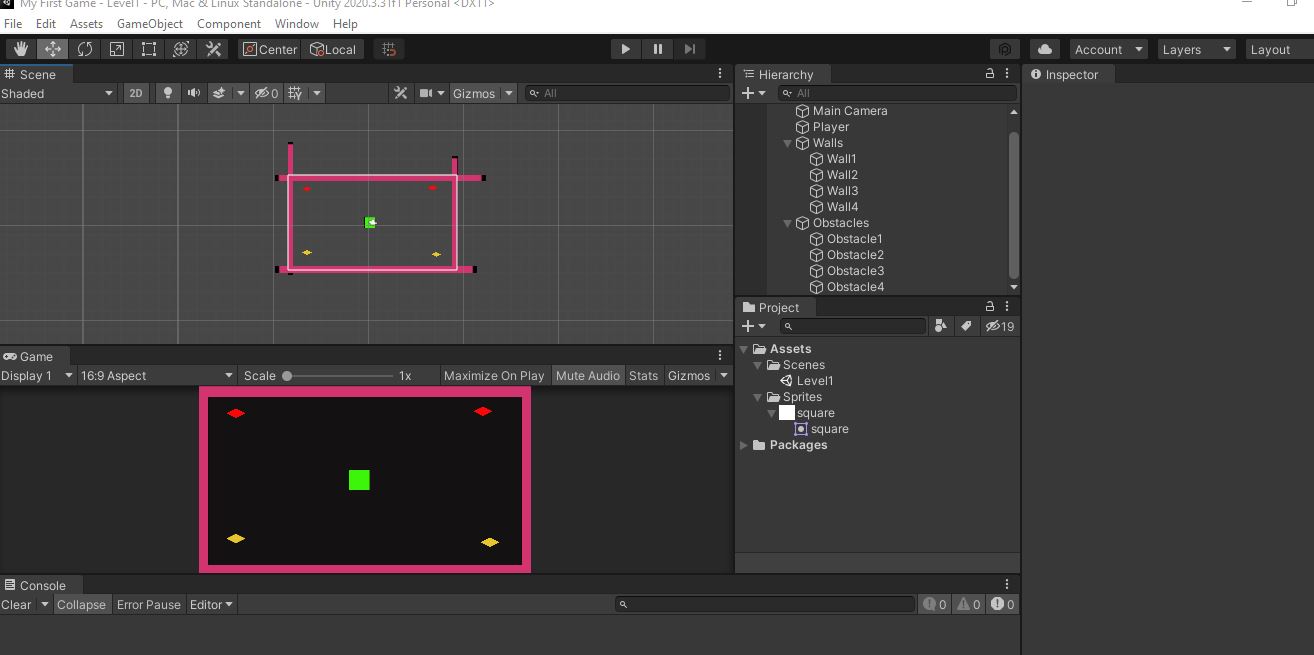 My First Game - Level1 - PC, Mac & Linux Standalone - Unity 2020.3.31f1 Personal <DX11>
File Edit Assets GameObject Component Window Help
Center Local Account Layers Layout
Scene
Shaded 2D 0 Gizmos All
Hierarchy
All
Main Camera
Player
Walls
Wall1
Wall2
Wall3
Wall4
Obstacles
Obstacle1
Obstacle2
Obstacle3
Obstacle4
Inspector
Project
19
Assets
Scenes
Level1
Sprites
square
square
Packages
Game
Display 1 16:9 Aspect Scale 1x Maximize On Play Mute Audio Stats Gizmos
Console
Clear Collapse Error Pause Editor 0 0 0